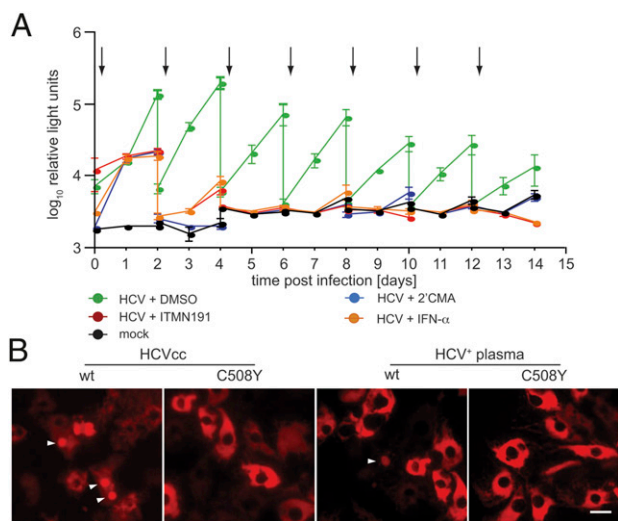 A
log10 relative light units
6
5
4
3
0 1 2 3 4 5 6 7 8 9 10 11 12 13 14 15
time post infection [days]
HCV + DMSO
HCV + 2'CMA
HCV + ITMN191
HCV + IFN-α
mock
B
HCVcc
HCV+ plasma
wt
C508Y
wt
C508Y